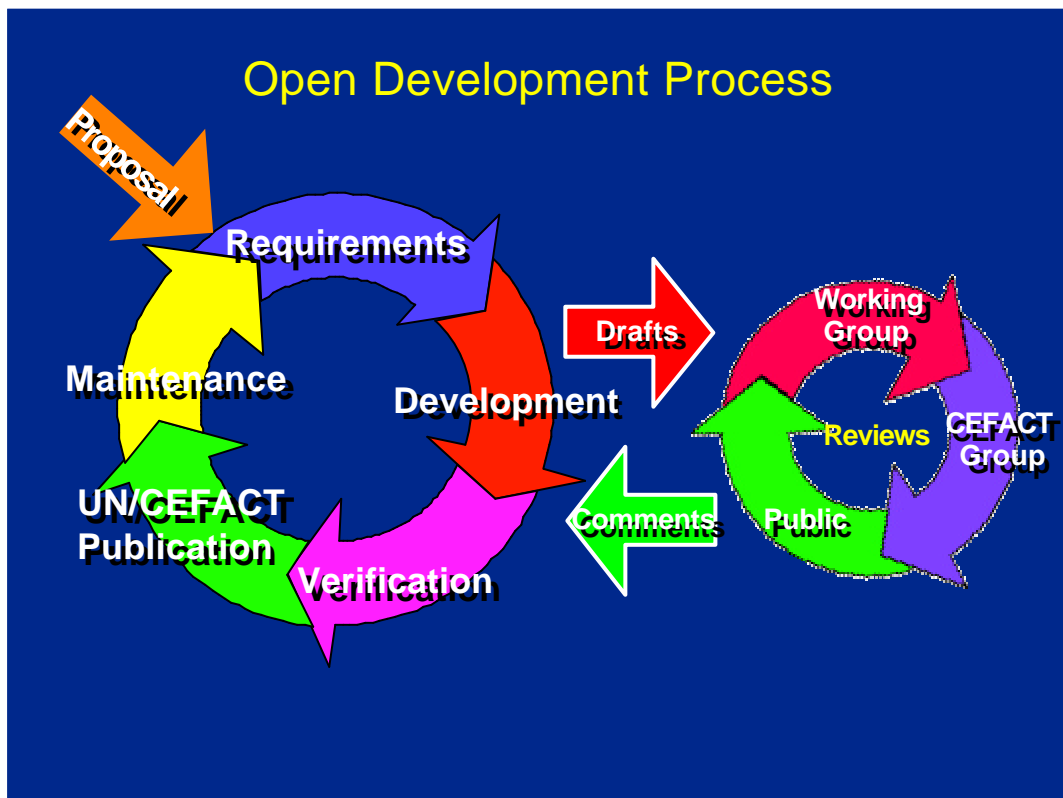 Open Development Process
Proposal
Requirements
Development
Verification
UN/CEFACT
Publication
Maintenance
Drafts
Comments
Working
Group
CEFACT
Group
Public
Reviews